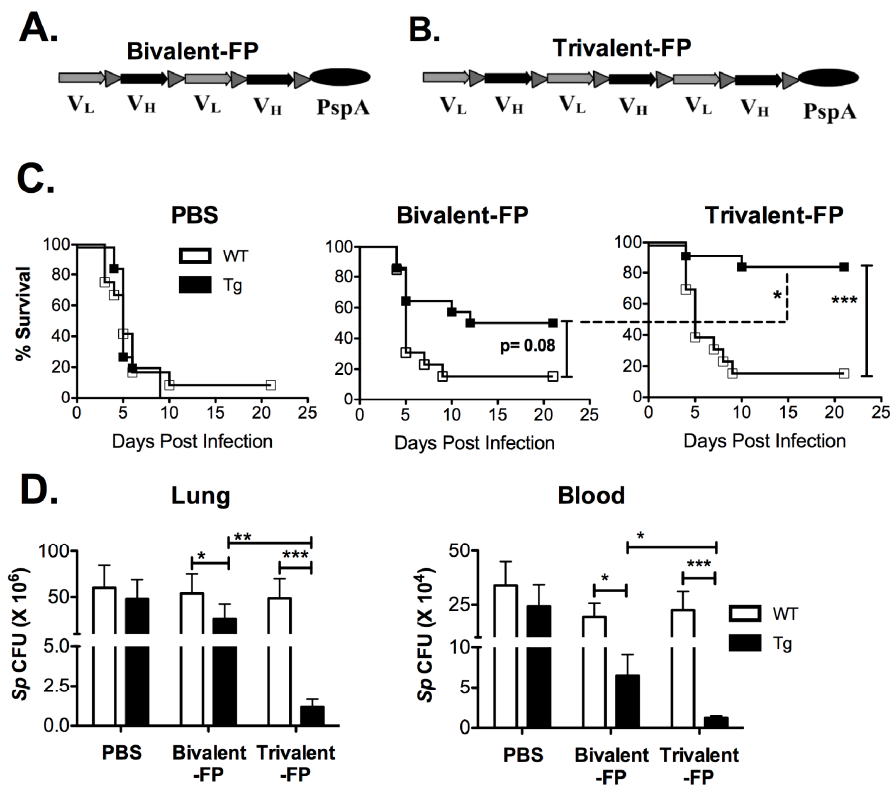 A.
Bivalent-FP
VL VH VL VH PspA
B.
Trivalent-FP
VL VH VL VH VL VH PspA
C.
PBS
WT
Tg
% Survival
100
80
60
40
20
0
0 5 10 15 20 25
Days Post Infection
Bivalent-FP
100
80
60
40
20
0
0 5 10 15 20 25
Days Post Infection
p= 0.08
Trivalent-FP
100
80
60
40
20
0
0 5 10 15 20 25
Days Post Infection
*
***
D.
Lung
Sp CFU (X 10⁶)
100
50
5.0
2.5
0.0
*
**
***
PBS
Bivalent
-FP
Trivalent
-FP
Blood
Sp CFU (X 10⁴)
50
25
10
5
0
*
*
***
PBS
Bivalent
-FP
Trivalent
-FP
WT
Tg